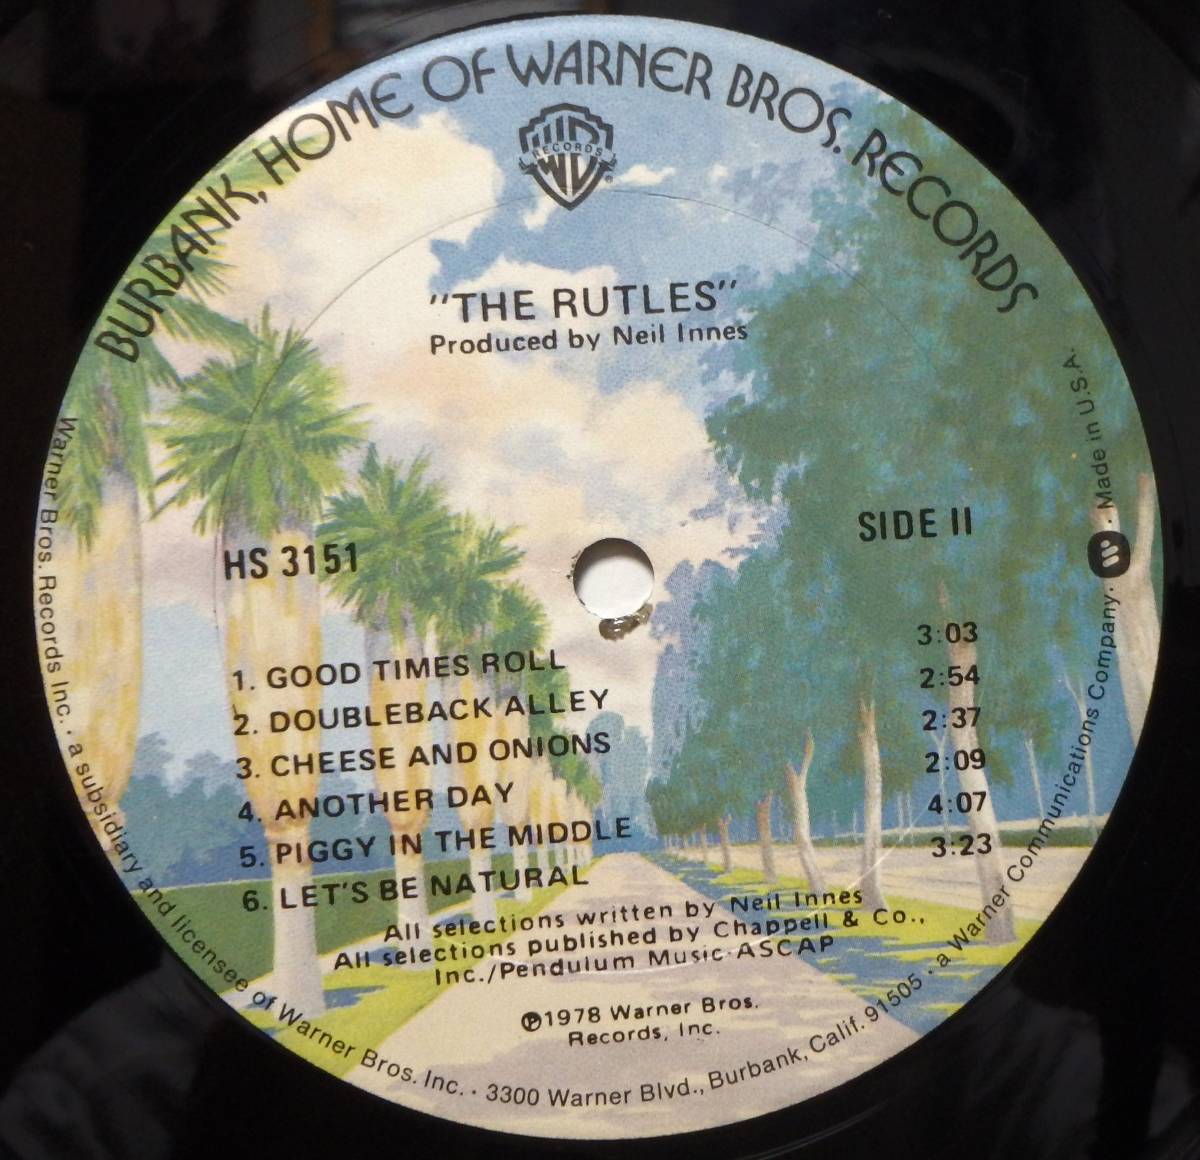 BURBANK, HOME OF WARNER BROS. RECORDS
WB
RECORDS
®
"THE RUTLES"
Produced by Neil Innes
HS 3151
SIDE II
1. GOOD TIMES ROLL 3:03
2. DOUBLEBACK ALLEY 2:54
3. CHEESE AND ONIONS 2:37
4. ANOTHER DAY 2:09
5. PIGGY IN THE MIDDLE 4:07
6. LET'S BE NATURAL 3:23
All selections written by Neil Innes
All selections published by Chappell & Co.,
Inc./Pendulum Music·ASCAP
℗1978 Warner Bros.
Records, Inc.
Warner Bros. Records Inc. · a subsidiary and licensee of Warner Bros. Inc. · 3300 Warner Blvd., Burbank, Calif. 91505 · a Warner Communications Company. · Made in U.S.A.